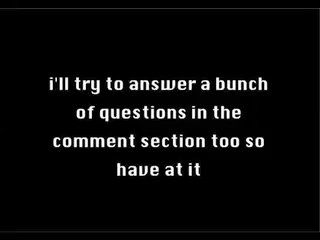 i'll try to answer a bunch
of questions in the
comment section too so
have at it